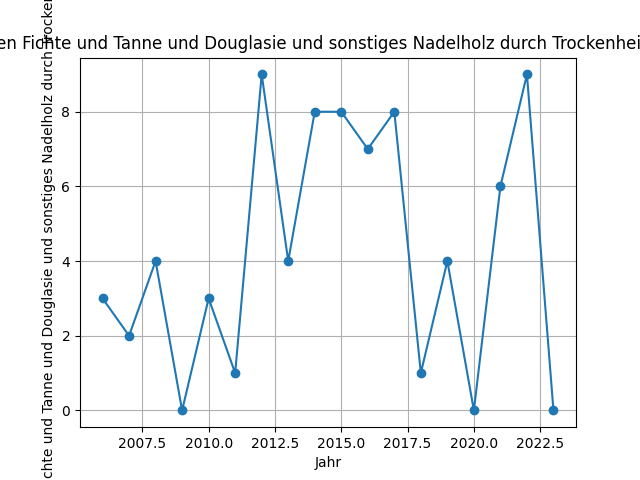 en Fichte und Tanne und Douglasie und sonstiges Nadelholz durch Trockenhei
chte und Tanne und Douglasie und sonstiges Nadelholz durch Trocken
8
6
4
2
0
2007.5 2010.0 2012.5 2015.0 2017.5 2020.0 2022.5
Jahr